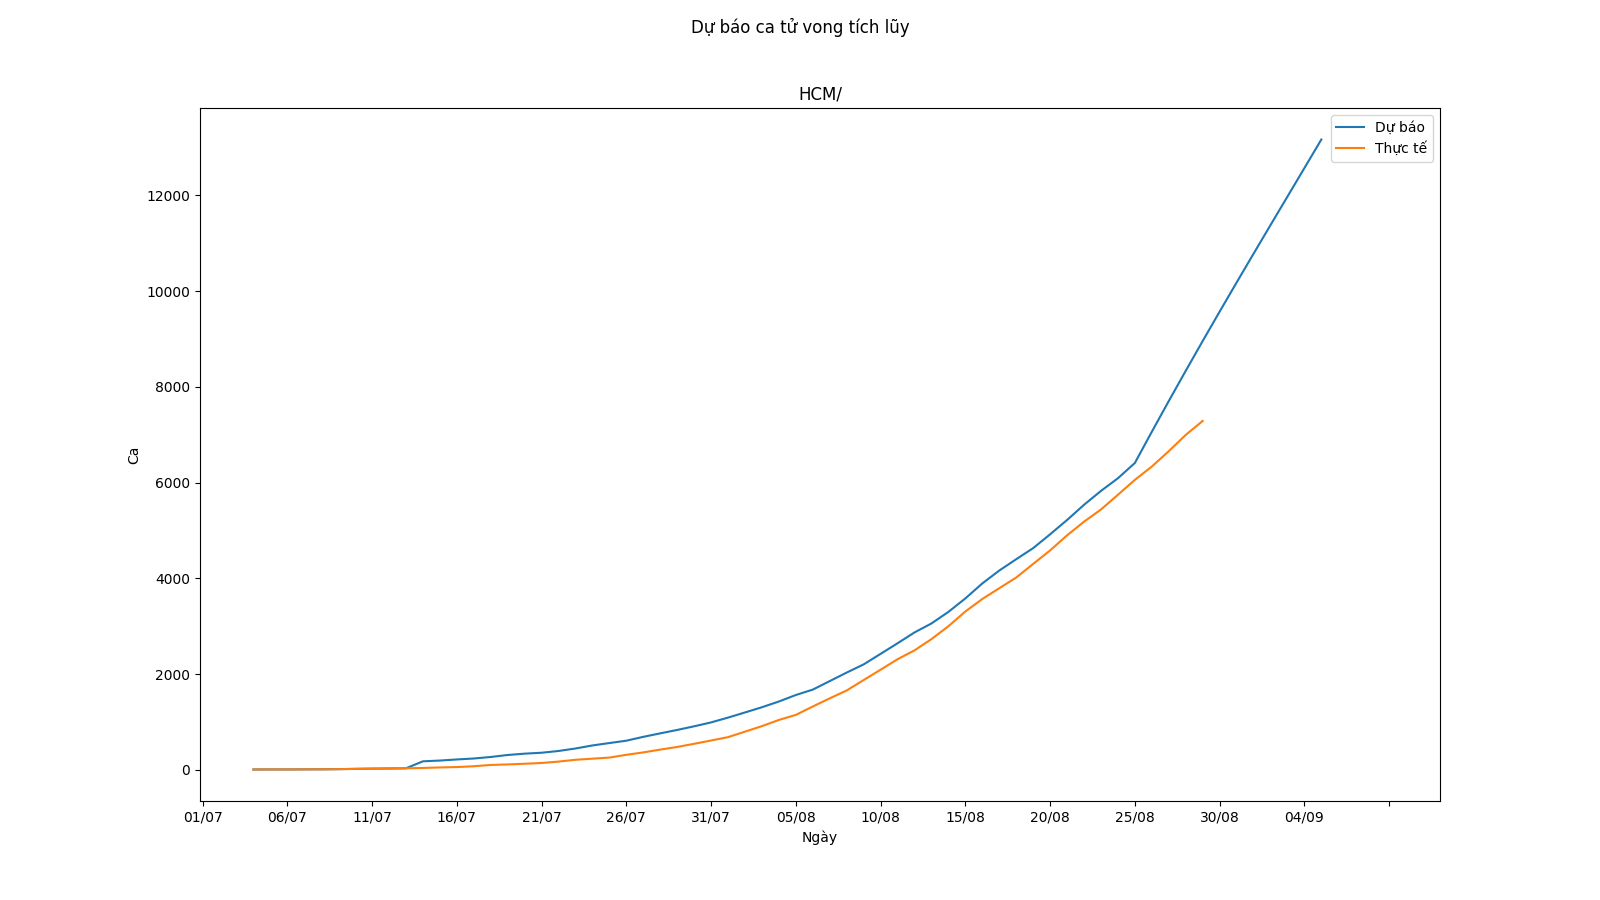 Dự báo ca tử vong tích lũy
HCM/
Dự báo
Thực tế
Ca
12000
10000
8000
6000
4000
2000
0
01/07 06/07 11/07 16/07 21/07 26/07 31/07 05/08 10/08 15/08 20/08 25/08 30/08 04/09
Ngày